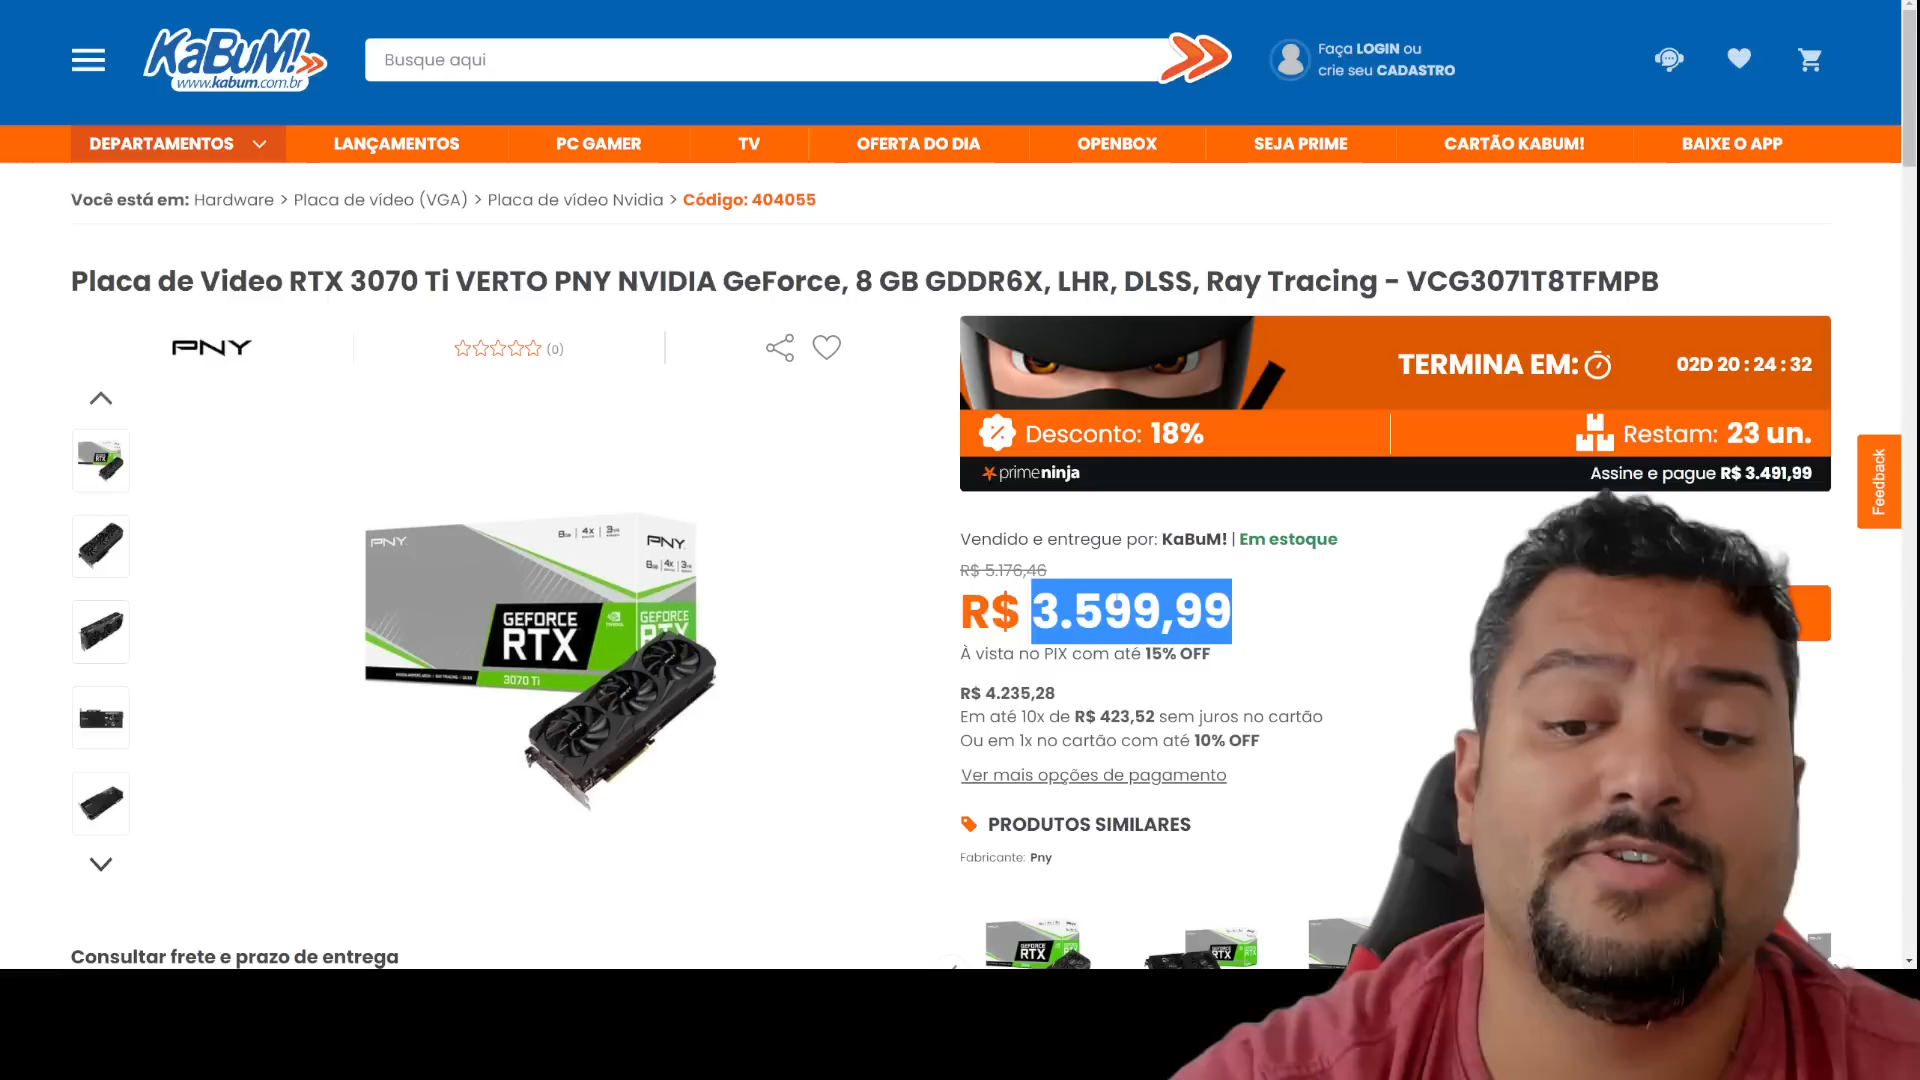 KaBuM!
www.kabum.com.br
Busque aqui
Faça LOGIN ou
crie seu CADASTRO
DEPARTAMENTOS
LANÇAMENTOS
PC GAMER
TV
OFERTA DO DIA
OPENBOX
SEJA PRIME
CARTÃO KABUM!
BAIXE O APP
Você está em: Hardware > Placa de vídeo (VGA) > Placa de vídeo Nvidia > Código: 404055
Placa de Video RTX 3070 Ti VERTO PNY NVIDIA GeForce, 8 GB GDDR6X, LHR, DLSS, Ray Tracing - VCG3071T8TFMPB
PNY
(0)
TERMINA EM:
02D 20 : 24 : 32
Desconto: 18%
Restam: 23 un.
primeninja
Assine e pague R$ 3.491,99
Feedback
Vendido e entregue por: KaBuM! | Em estoque
R$ 5.176,46
R$ 3.599,99
À vista no PIX com até 15% OFF
R$ 4.235,28
Em até 10x de R$ 423,52 sem juros no cartão
Ou em 1x no cartão com até 10% OFF
Ver mais opções de pagamento
PRODUTOS SIMILARES
Fabricante: Pny
PNY
PNY
GEFORCE
RTX
3070 Ti
GEFORCE
RTX
GEFORCE
RTX
Consultar frete e prazo de entrega